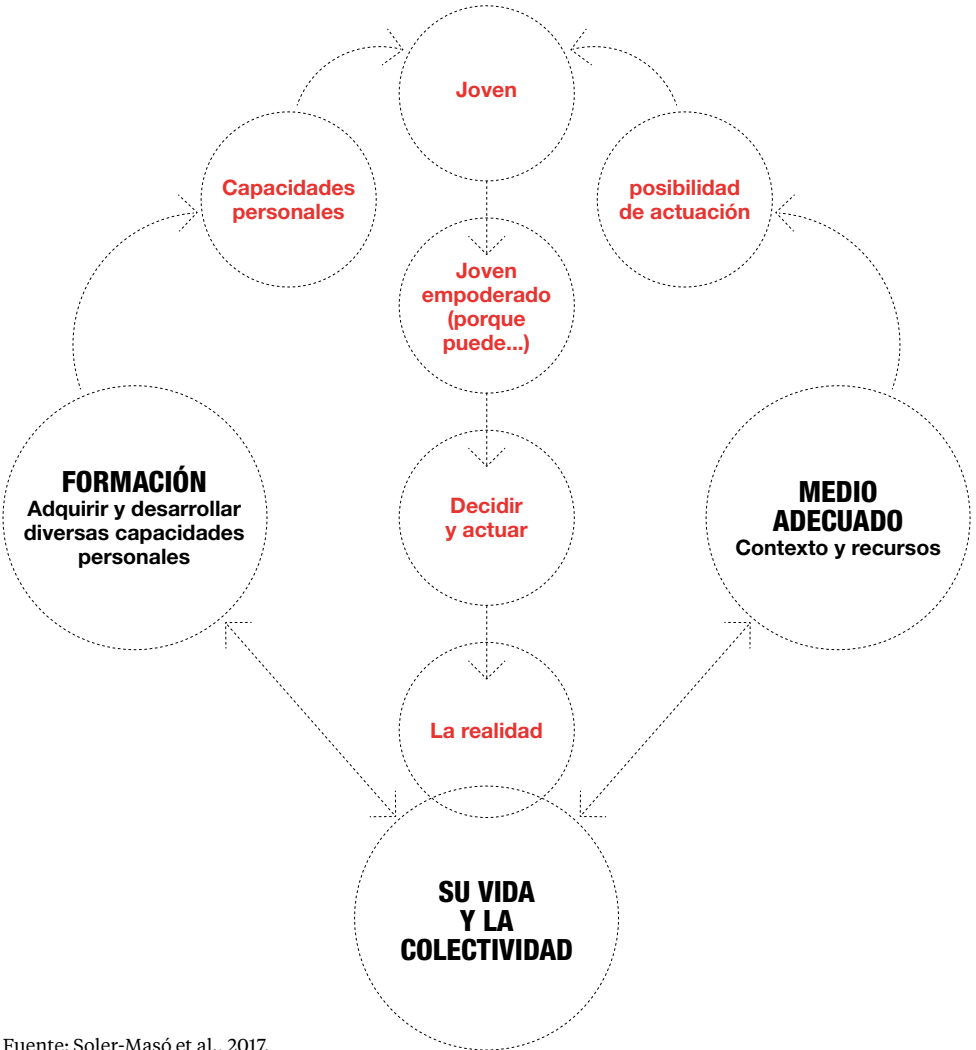 Joven
Capacidades
personales
posibilidad
de actuación
Joven
empoderado
(porque
puede...)
FORMACIÓN
Adquirir y desarrollar
diversas capacidades
personales
Decidir
y actuar
MEDIO
ADECUADO
Contexto y recursos
La realidad
SU VIDA
Y LA
COLECTIVIDAD
Fuente: Soler-Masó et al., 2017.